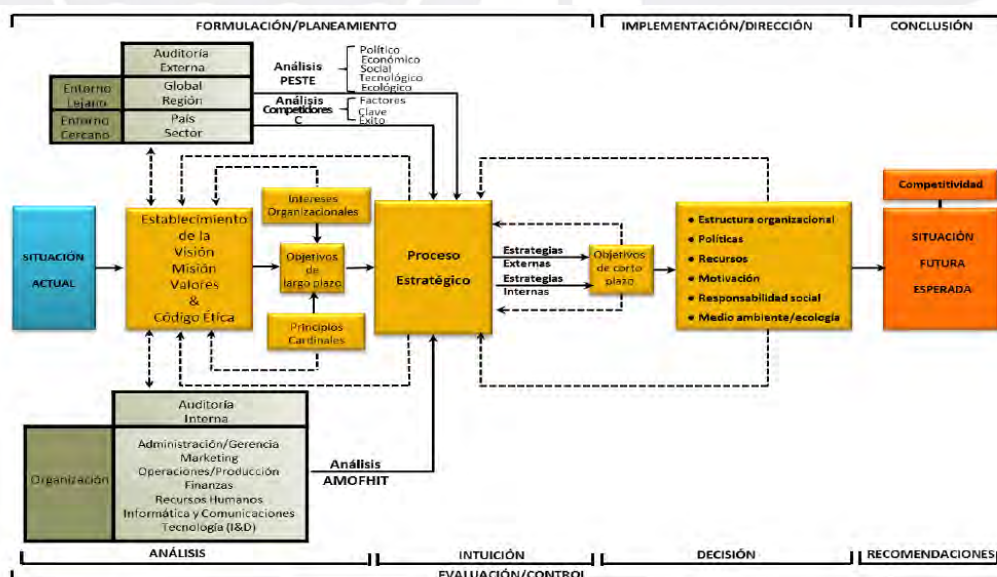 FORMULACIÓN/PLANEAMIENTO
IMPLEMENTACIÓN/DIRECCIÓN
CONCLUSIÓN
Auditoría
Externa
Entorno
Lejano
Global
Región
Entorno
Cercano
País
Sector
Análisis
PESTE
Político
Económico
Social
Tecnológico
Ecológico
Análisis
Competidores
C
Factores
Clave
Éxito
SITUACIÓN
ACTUAL
Establecimiento
de la
Visión
Misión
Valores
&
Código Ética
Intereses
Organizacionales
Objetivos
de
largo plazo
Principios
Cardinales
Proceso
Estratégico
Estrategias
Externas
Estrategias
Internas
Objetivos
de corto
plazo
• Estructura organizacional
• Políticas
• Recursos
• Motivación
• Responsabilidad social
• Medio ambiente/ecología
Competitividad
SITUACIÓN
FUTURA
ESPERADA
Auditoría
Interna
Organización
Administración/Gerencia
Marketing
Operaciones/Producción
Finanzas
Recursos Humanos
Informática y Comunicaciones
Tecnología (I&D)
Análisis
AMOFHIT
ANÁLISIS
INTUICIÓN
DECISIÓN
RECOMENDACIONES
EVALUACIÓN/CONTROL